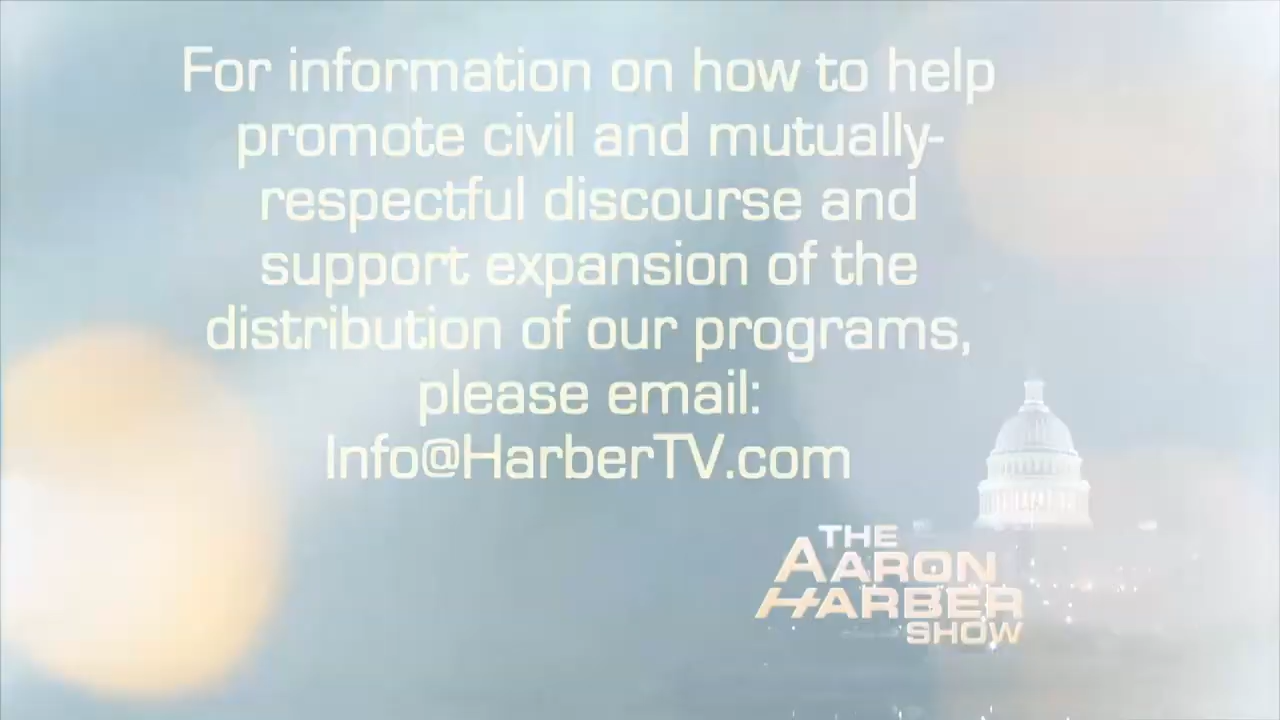 For information on how to help
promote civil and mutually-
respectful discourse and
support expansion of the
distribution of our programs,
please email:
Info@HarberTV.com
THE
AARON
HARBER
SHOW